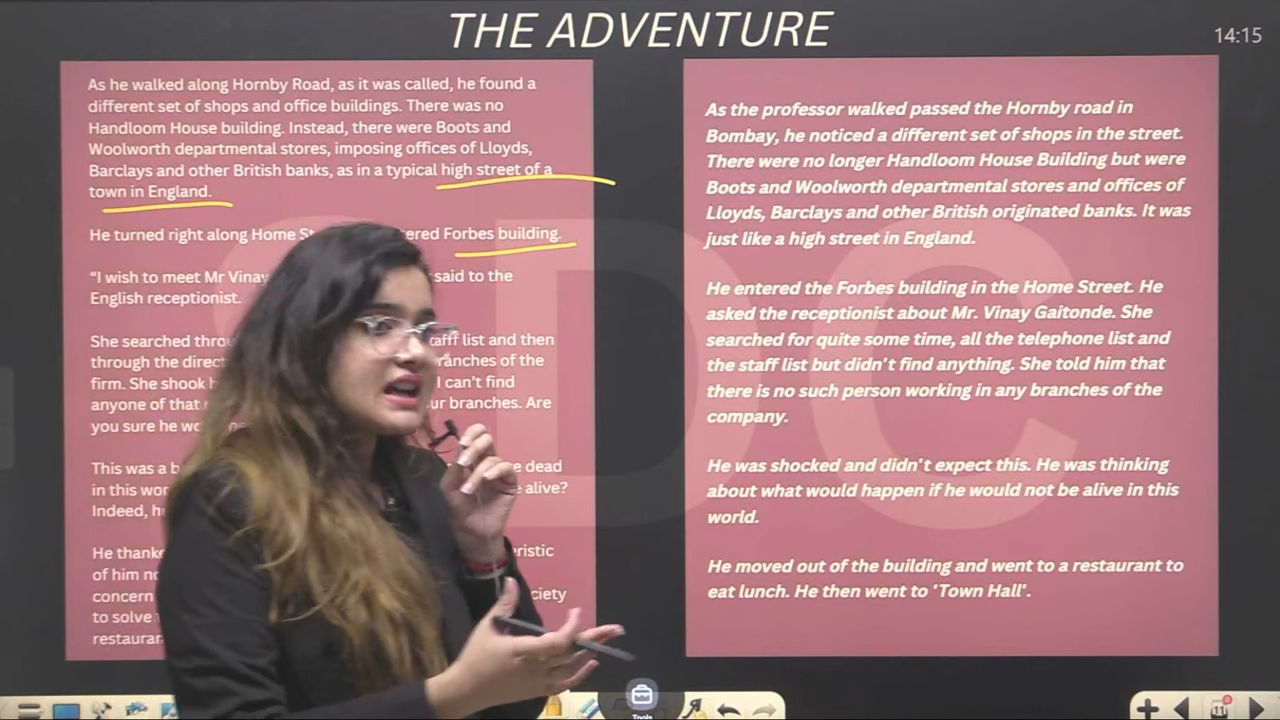 THE ADVENTURE
14:15
As he walked along Hornby Road, as it was called, he found a
different set of shops and office buildings. There was no
Handloom House building. Instead, there were Boots and
Woolworth departmental stores, imposing offices of Lloyds,
Barclays and other British banks, as in a typical high street of a
town in England.
He turned right along Home St ered Forbes building.
“I wish to meet Mr Vinay said to the
English receptionist.
She searched throu afff list and then
through the direct ranches of the
firm. She shook h I can't find
anyone of that ur branches. Are
you sure he wo
This was a b e dead
in this wor e alive?
Indeed, h
He thanke ristic
of him no
concern ciety
to solve
restauran
As the professor walked passed the Hornby road in
Bombay, he noticed a different set of shops in the street.
There were no longer Handloom House Building but were
Boots and Woolworth departmental stores and offices of
Lloyds, Barclays and other British originated banks. It was
just like a high street in England.
He entered the Forbes building in the Home Street. He
asked the receptionist about Mr. Vinay Gaitonde. She
searched for quite some time, all the telephone list and
the staff list but didn't find anything. She told him that
there is no such person working in any branches of the
company.
He was shocked and didn't expect this. He was thinking
about what would happen if he would not be alive in this
world.
He moved out of the building and went to a restaurant to
eat lunch. He then went to 'Town Hall'.
DC
Tools
11